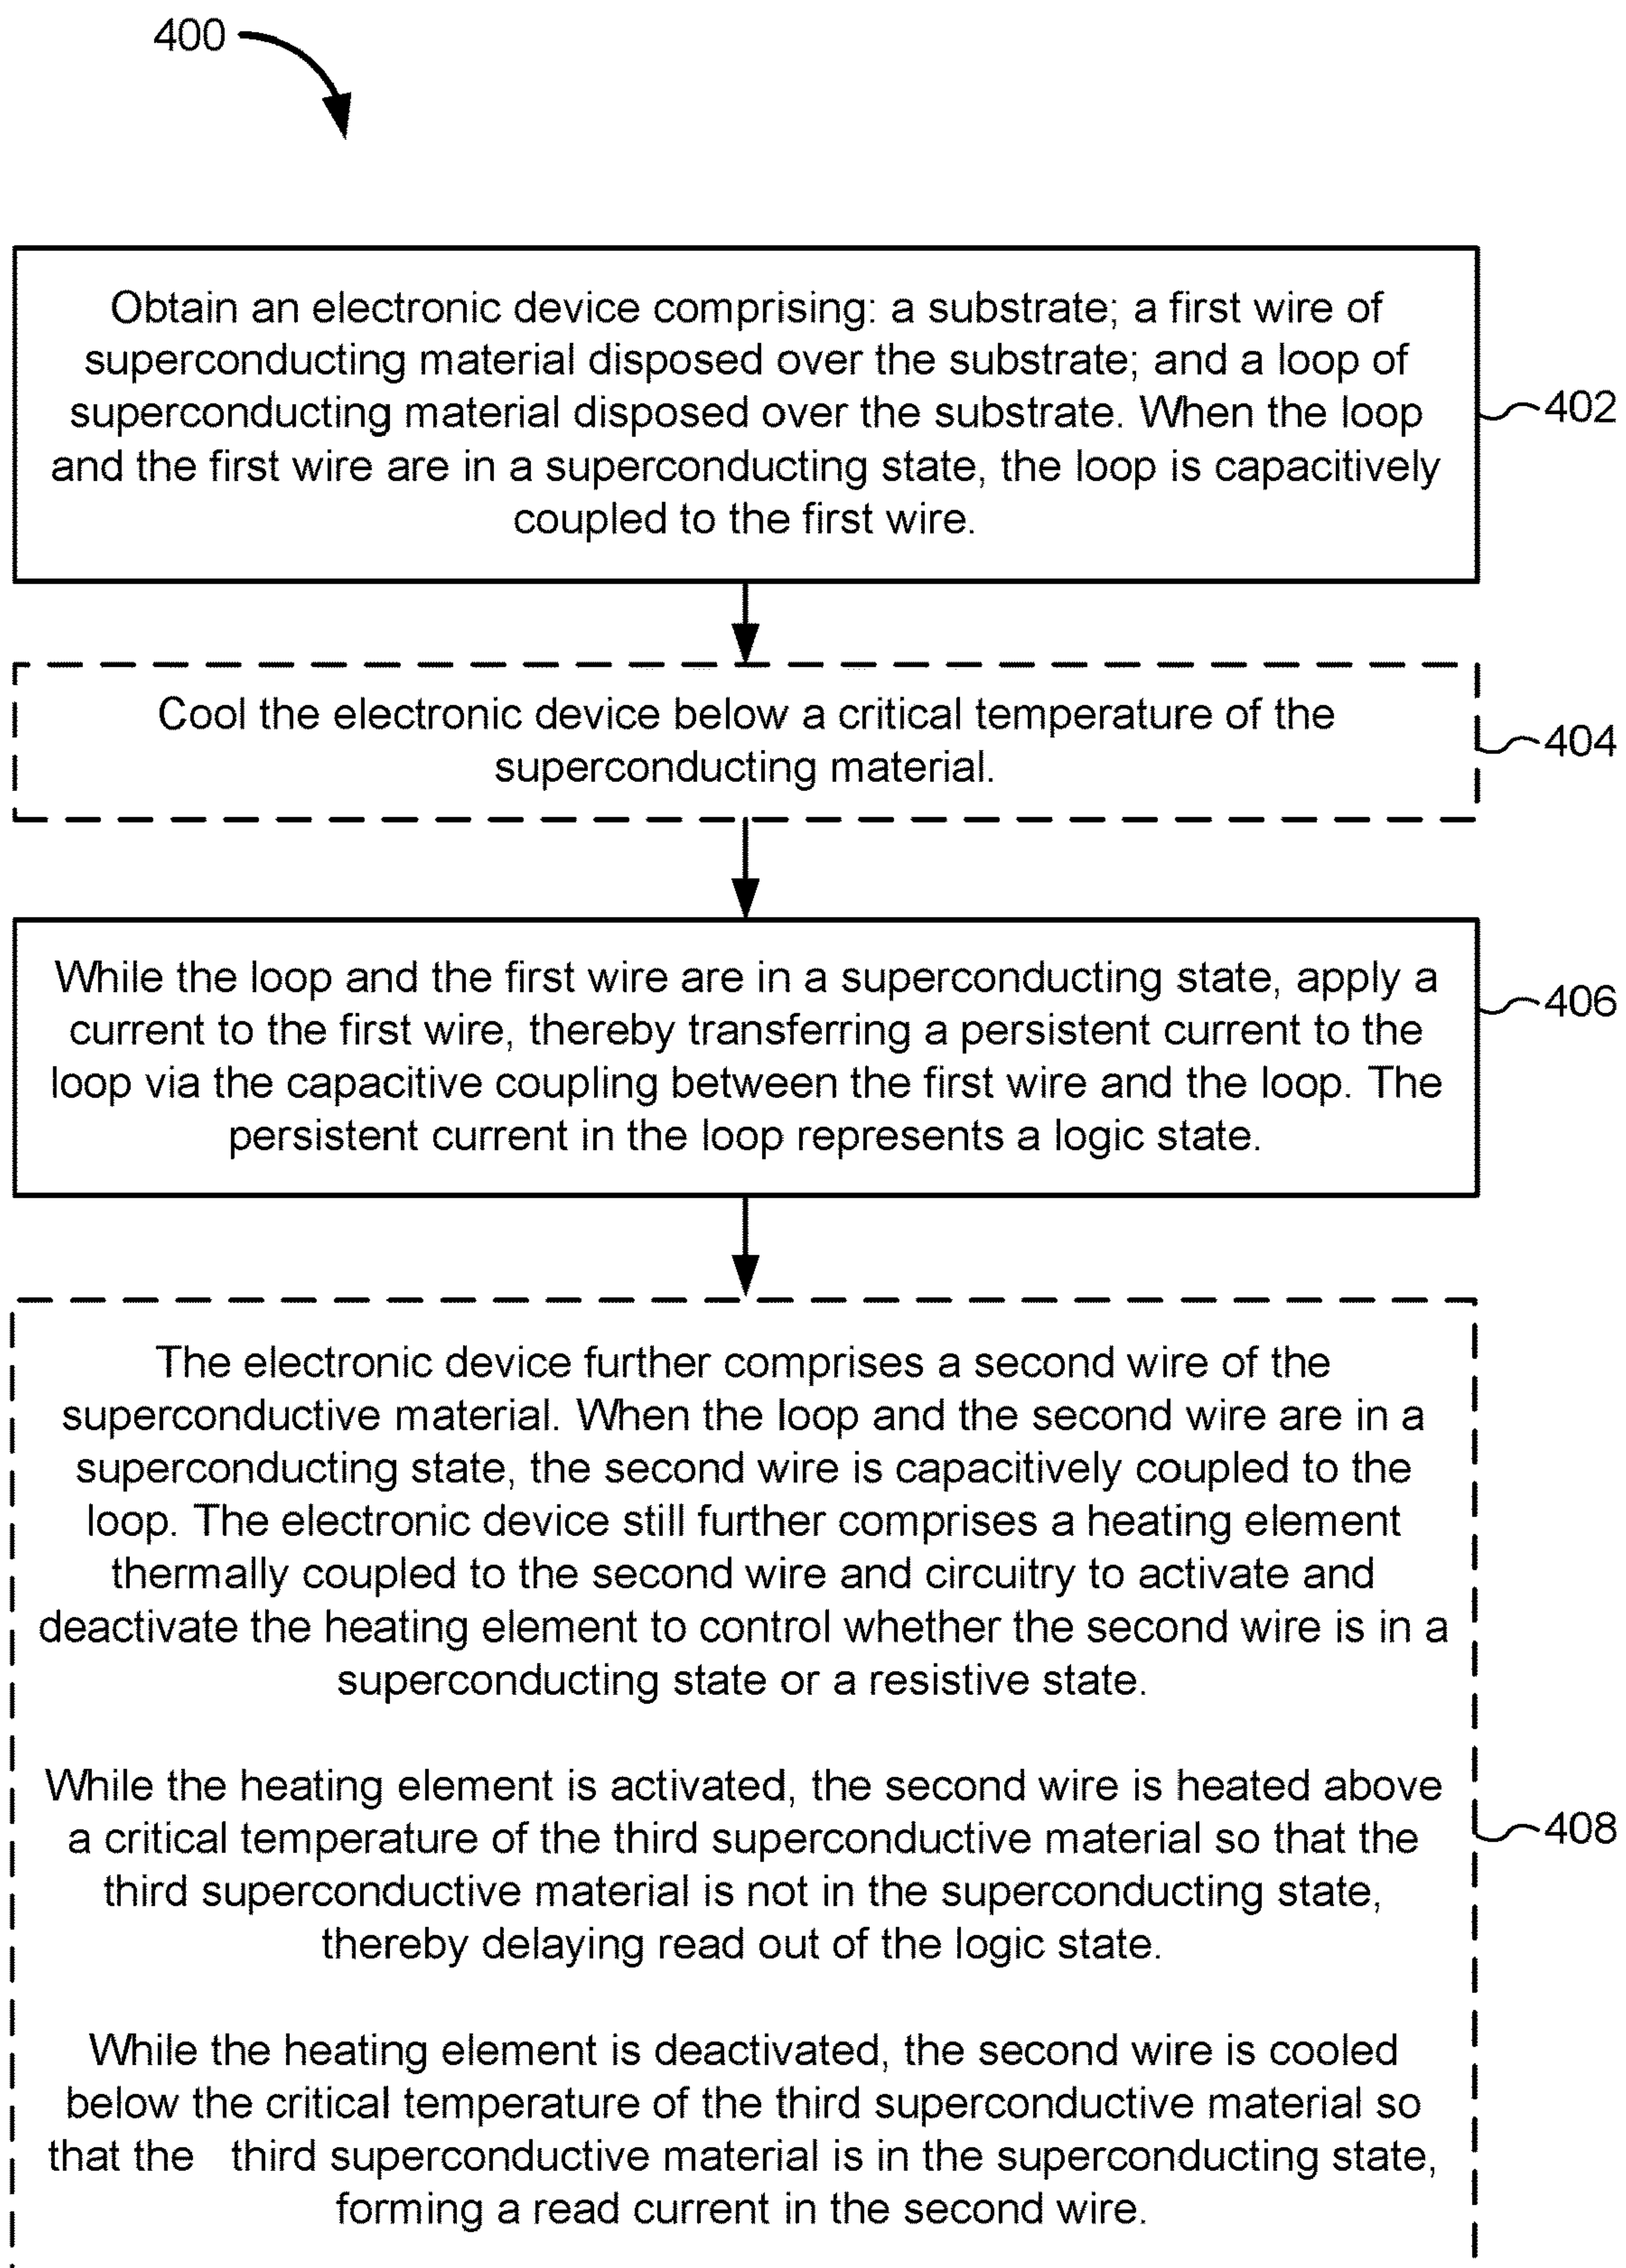 400
Obtain an electronic device comprising: a substrate; a first wire of
superconducting material disposed over the substrate; and a loop of
superconducting material disposed over the substrate. When the loop
and the first wire are in a superconducting state, the loop is capacitively
coupled to the first wire.
402
Cool the electronic device below a critical temperature of the
superconducting material.
404
While the loop and the first wire are in a superconducting state, apply a
current to the first wire, thereby transferring a persistent current to the
loop via the capacitive coupling between the first wire and the loop. The
persistent current in the loop represents a logic state.
406
The electronic device further comprises a second wire of the
superconductive material. When the loop and the second wire are in a
superconducting state, the second wire is capacitively coupled to the
loop. The electronic device still further comprises a heating element
thermally coupled to the second wire and circuitry to activate and
deactivate the heating element to control whether the second wire is in a
superconducting state or a resistive state.
While the heating element is activated, the second wire is heated above
a critical temperature of the third superconductive material so that the
third superconductive material is not in the superconducting state,
thereby delaying read out of the logic state.
While the heating element is deactivated, the second wire is cooled
below the critical temperature of the third superconductive material so
that the   third superconductive material is in the superconducting state,
forming a read current in the second wire.
408